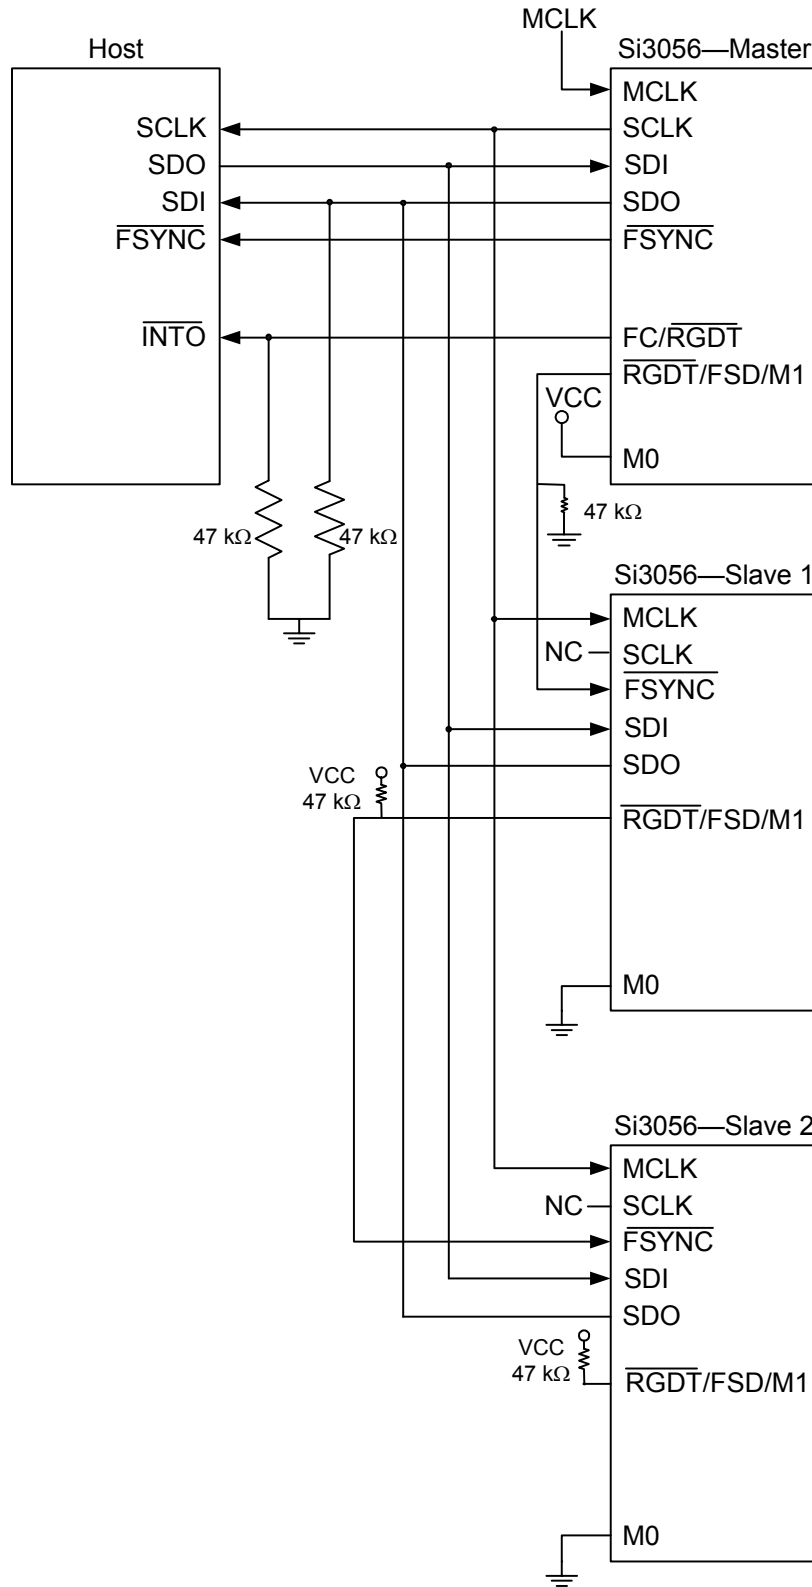 MCLK
Host
Si3056—Master
MCLK
SCLK
SCLK
SDO
SDI
SDI
SDO
FSYNC
FSYNC
INTO
FC/RGDT
RGDT/FSD/M1
VCC
M0
47 kΩ
47 kΩ
47 kΩ
Si3056—Slave 1
MCLK
NC
SCLK
FSYNC
SDI
SDO
VCC
47 kΩ
RGDT/FSD/M1
M0
Si3056—Slave 2
MCLK
NC
SCLK
FSYNC
SDI
SDO
VCC
47 kΩ
RGDT/FSD/M1
M0